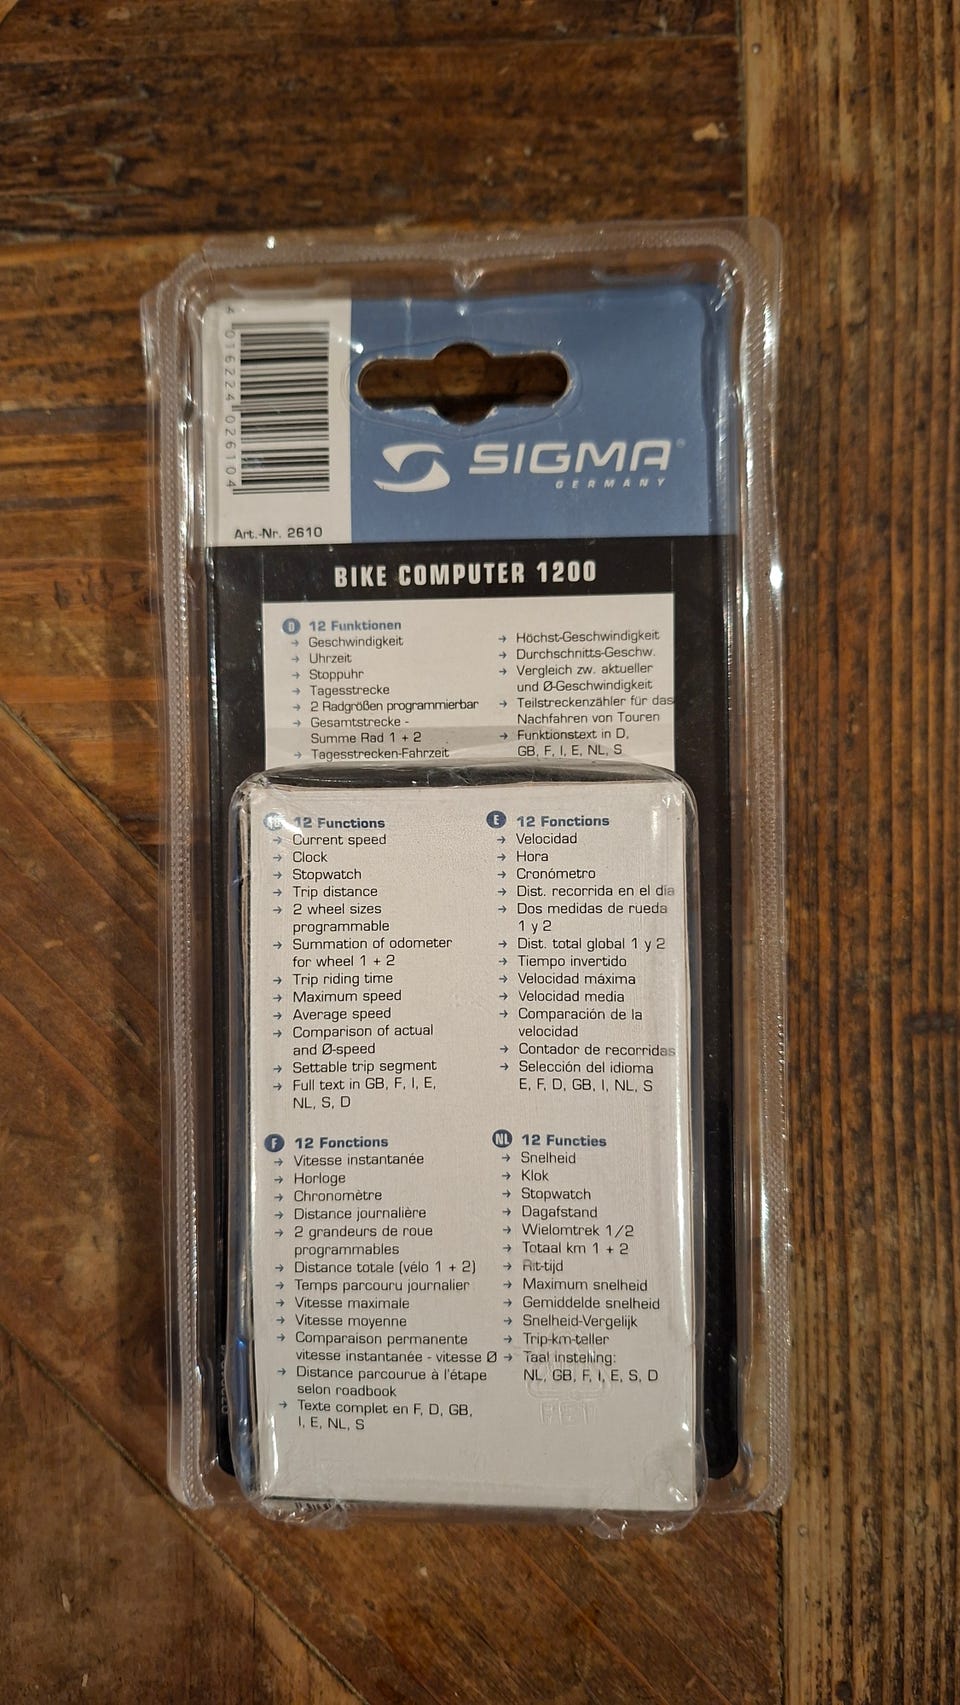 4 016224 026104
Art.-Nr. 2610
SIGMA®
GERMANY
BIKE COMPUTER 1200
D 12 Funktionen
→ Geschwindigkeit
→ Uhrzeit
→ Stoppuhr
→ Tagesstrecke
→ 2 Radgrößen programmierbar
→ Gesamtstrecke -
Summe Rad 1 + 2
→ Tagesstrecken-Fahrzeit
→ Höchst-Geschwindigkeit
→ Durchschnitts-Geschw.
→ Vergleich zw. aktueller
und Ø-Geschwindigkeit
→ Teilstreckenzähler für das
Nachfahren von Touren
→ Funktionstext in D,
GB, F, I, E, NL, S
12 Functions
→ Current speed
→ Clock
→ Stopwatch
→ Trip distance
→ 2 wheel sizes
programmable
→ Summation of odometer
for wheel 1 + 2
→ Trip riding time
→ Maximum speed
→ Average speed
→ Comparison of actual
and Ø-speed
→ Settable trip segment
→ Full text in GB, F, I, E,
NL, S, D
E 12 Fonctions
→ Velocidad
→ Hora
→ Cronómetro
→ Dist. recorrida en el día
→ Dos medidas de rueda
1 y 2
→ Dist. total global 1 y 2
→ Tiempo invertido
→ Velocidad máxima
→ Velocidad media
→ Comparación de la
velocidad
→ Contador de recorridas
→ Selección del idioma
E, F, D, GB, I, NL, S
F 12 Fonctions
→ Vitesse instantanée
→ Horloge
→ Chronomètre
→ Distance journalière
→ 2 grandeurs de roue
programmables
→ Distance totale (vélo 1 + 2)
→ Temps parcouru journalier
→ Vitesse maximale
→ Vitesse moyenne
→ Comparaison permanente
vitesse instantanée - vitesse Ø
→ Distance parcourue à l'étape
selon roadbook
→ Texte complet en F, D, GB,
I, E, NL, S
NL 12 Functies
→ Snelheid
→ Klok
→ Stopwatch
→ Dagafstand
→ Wielomtrek 1/2
→ Totaal km 1 + 2
→ Rit-tijd
→ Maximum snelheid
→ Gemiddelde snelheid
→ Snelheid-Vergelijk
→ Trip-km-teller
→ Taal instelling:
NL, GB, F, I, E, S, D